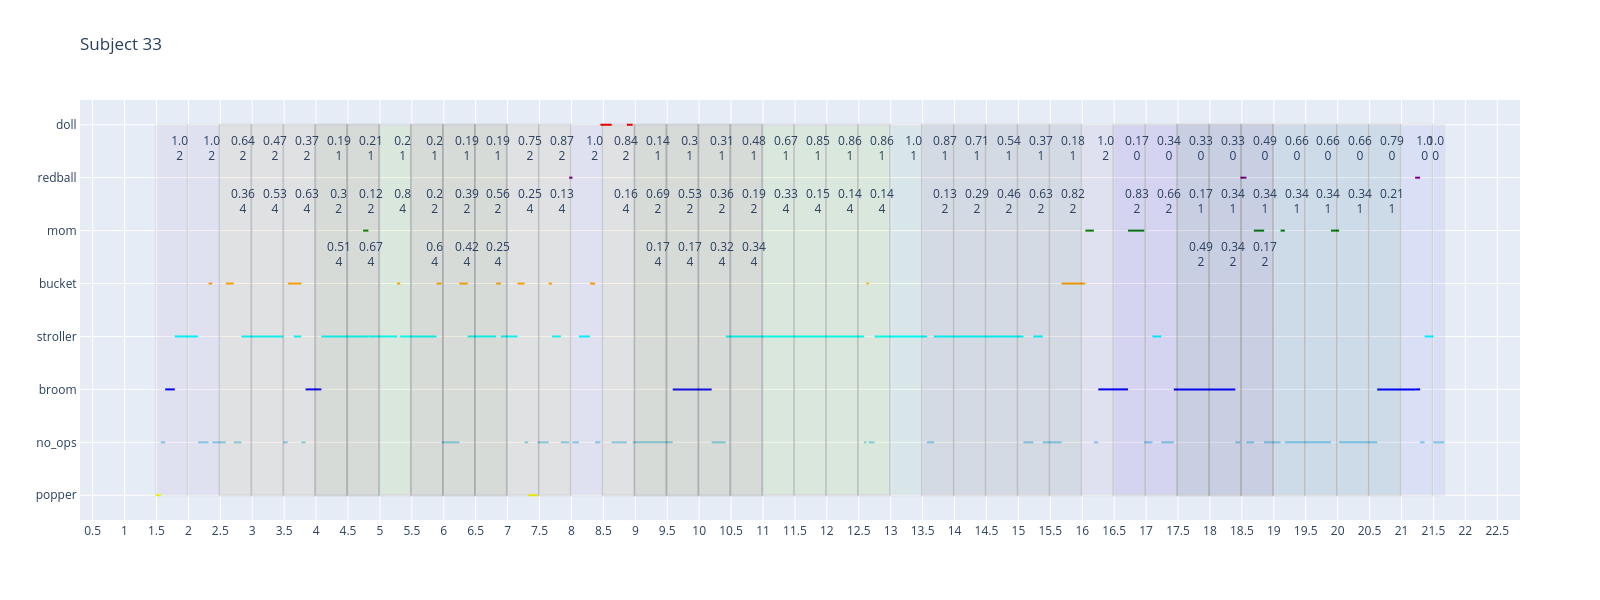 Subject 33
doll
1.0 1.0 0.64 0.47 0.37 0.19 0.21 0.2 0.2 0.19 0.19 0.75 0.87 1.0 0.84 0.14 0.3 0.31 0.48 0.67 0.85 0.86 0.86 1.0 0.87 0.71 0.54 0.37 0.18 1.0 0.17 0.34 0.33 0.33 0.49 0.66 0.66 0.66 0.79 1.0 1.0
2 2 2 2 2 1 1 1 1 1 1 2 2 2 2 1 1 1 1 1 1 1 1 1 1 1 1 1 1 2 0 0 0 0 0 0 0 0 0 0 0
redball
0.36 0.53 0.63 0.3 0.12 0.8 0.2 0.39 0.56 0.25 0.13 0.16 0.69 0.53 0.36 0.19 0.33 0.15 0.14 0.14 0.13 0.29 0.46 0.63 0.82 0.83 0.66 0.17 0.34 0.34 0.34 0.34 0.34 0.21
4 4 4 2 2 4 2 2 2 4 4 4 2 2 2 2 4 4 4 4 2 2 2 2 2 2 2 1 1 1 1 1 1 1
mom
0.51 0.67 0.6 0.42 0.25 0.17 0.17 0.32 0.34 0.49 0.34 0.17
4 4 4 4 4 4 4 4 4 2 2 2
bucket
stroller
broom
no_ops
popper
0.5 1 1.5 2 2.5 3 3.5 4 4.5 5 5.5 6 6.5 7 7.5 8 8.5 9 9.5 10 10.5 11 11.5 12 12.5 13 13.5 14 14.5 15 15.5 16 16.5 17 17.5 18 18.5 19 19.5 20 20.5 21 21.5 22 22.5